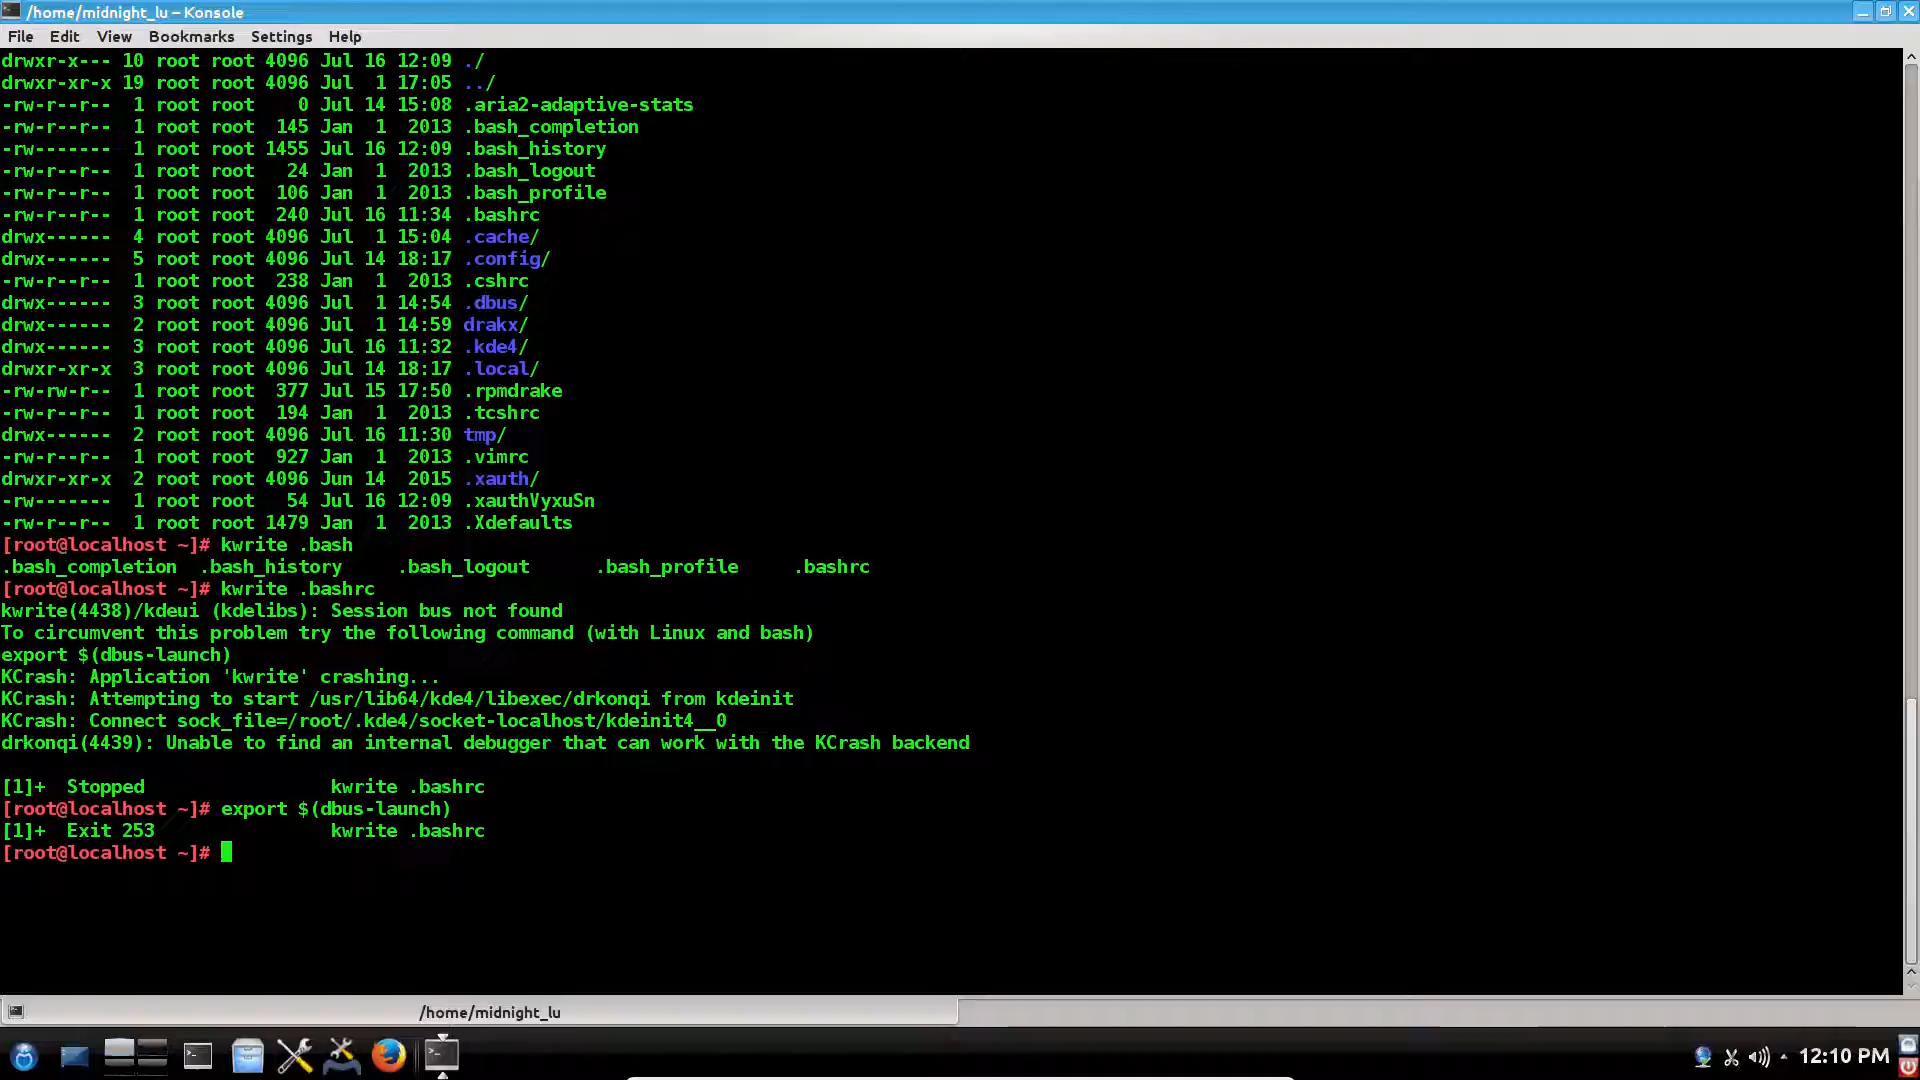 /home/midnight_lu – Konsole
File Edit View Bookmarks Settings Help
drwxr-x--- 10 root root 4096 Jul 16 12:09 ./
drwxr-xr-x 19 root root 4096 Jul  1 17:05 ../
-rw-r--r--  1 root root    0 Jul 14 15:08 .aria2-adaptive-stats
-rw-r--r--  1 root root  145 Jan  1  2013 .bash_completion
-rw-------  1 root root 1455 Jul 16 12:09 .bash_history
-rw-r--r--  1 root root   24 Jan  1  2013 .bash_logout
-rw-r--r--  1 root root  106 Jan  1  2013 .bash_profile
-rw-r--r--  1 root root  240 Jul 16 11:34 .bashrc
drwx------  4 root root 4096 Jul  1 15:04 .cache/
drwx------  5 root root 4096 Jul 14 18:17 .config/
-rw-r--r--  1 root root  238 Jan  1  2013 .cshrc
drwx------  3 root root 4096 Jul  1 14:54 .dbus/
drwx------  2 root root 4096 Jul  1 14:59 drakx/
drwx------  3 root root 4096 Jul 16 11:32 .kde4/
drwxr-xr-x  3 root root 4096 Jul 14 18:17 .local/
-rw-rw-r--  1 root root  377 Jul 15 17:50 .rpmdrake
-rw-r--r--  1 root root  194 Jan  1  2013 .tcshrc
drwx------  2 root root 4096 Jul 16 11:30 tmp/
-rw-r--r--  1 root root  927 Jan  1  2013 .vimrc
drwxr-xr-x  2 root root 4096 Jun 14  2015 .xauth/
-rw-------  1 root root   54 Jul 16 12:09 .xauthVyxuSn
-rw-r--r--  1 root root 1479 Jan  1  2013 .Xdefaults
[root@localhost ~]# kwrite .bash
.bash_completion  .bash_history     .bash_logout      .bash_profile     .bashrc
[root@localhost ~]# kwrite .bashrc
kwrite(4438)/kdeui (kdelibs): Session bus not found
To circumvent this problem try the following command (with Linux and bash)
export $(dbus-launch)
KCrash: Application 'kwrite' crashing...
KCrash: Attempting to start /usr/lib64/kde4/libexec/drkonqi from kdeinit
KCrash: Connect sock_file=/root/.kde4/socket-localhost/kdeinit4__0
drkonqi(4439): Unable to find an internal debugger that can work with the KCrash backend
[1]+  Stopped                 kwrite .bashrc
[root@localhost ~]# export $(dbus-launch)
[1]+  Exit 253                kwrite .bashrc
[root@localhost ~]#
/home/midnight_lu
12:10 PM